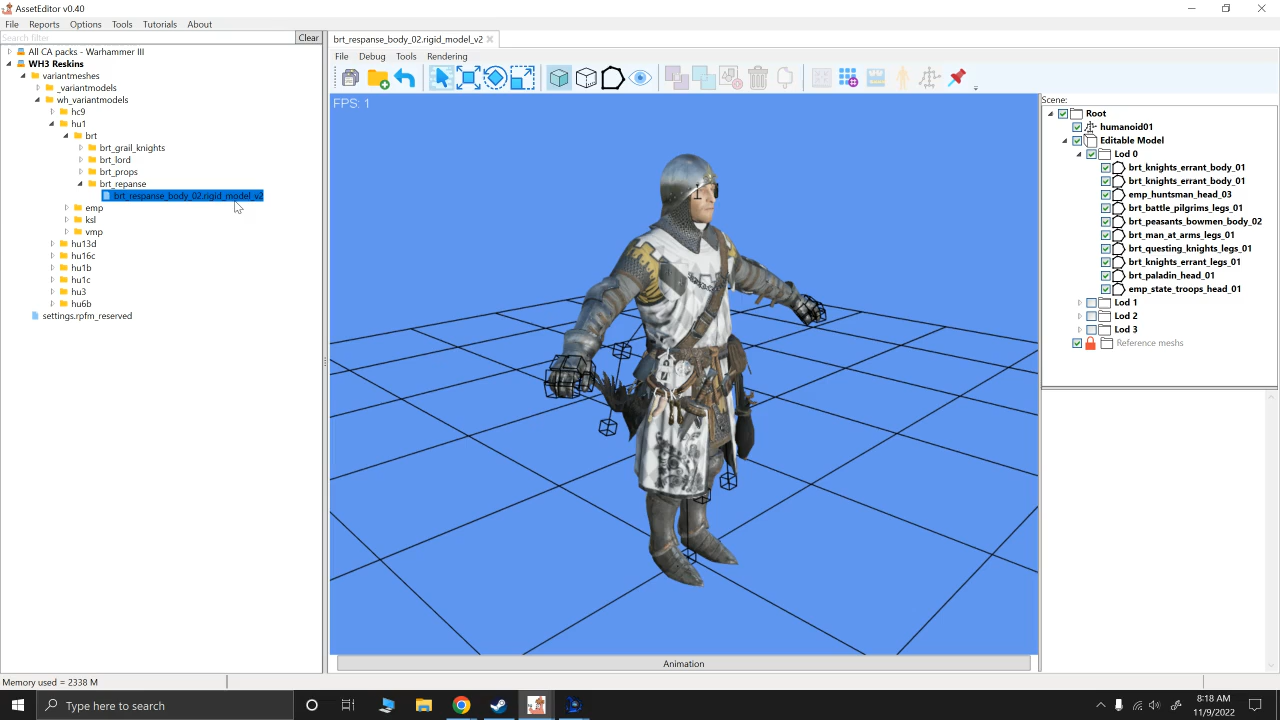 AssetEditor v0.40
File Reports Options Tools Tutorials About
Search filter Clear
All CA packs - Warhammer III
WH3 Reskins
variantmeshes
_variantmodels
wh_variantmodels
hc9
hu1
brt
brt_grail_knights
brt_lord
brt_props
brt_repanse
brt_respanse_body_02.rigid_model_v2
emp
ksl
vmp
hu13d
hu16c
hu1b
hu1c
hu3
hu6b
settings.rpfm_reserved
brt_respanse_body_02.rigid_model_v2
File Debug Tools Rendering
FPS: 1
Animation
Scene:
Root
humanoid01
Editable Model
Lod 0
brt_knights_errant_body_01
brt_knights_errant_body_01
emp_huntsman_head_03
brt_battle_pilgrims_legs_01
brt_peasants_bowmen_body_02
brt_man_at_arms_legs_01
brt_questing_knights_legs_01
brt_knights_errant_legs_01
brt_paladin_head_01
emp_state_troops_head_01
Lod 1
Lod 2
Lod 3
Reference meshs
Memory used = 2338 M
Type here to search
8:18 AM
11/9/2022